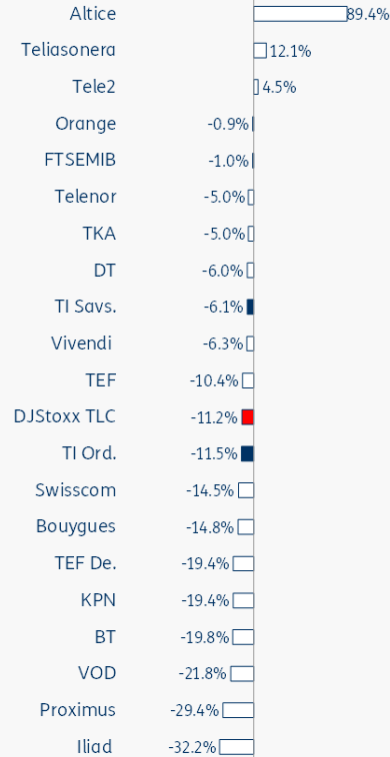 Altice 89.4%
Teliasonera 12.1%
Tele2 4.5%
Orange -0.9%
FTSEMIB -1.0%
Telenor -5.0%
TKA -5.0%
DT -6.0%
TI Savs. -6.1%
Vivendi -6.3%
TEF -10.4%
DJStoxx TLC -11.2%
TI Ord. -11.5%
Swisscom -14.5%
Bouygues -14.8%
TEF De. -19.4%
KPN -19.4%
BT -19.8%
VOD -21.8%
Proximus -29.4%
Iliad -32.2%